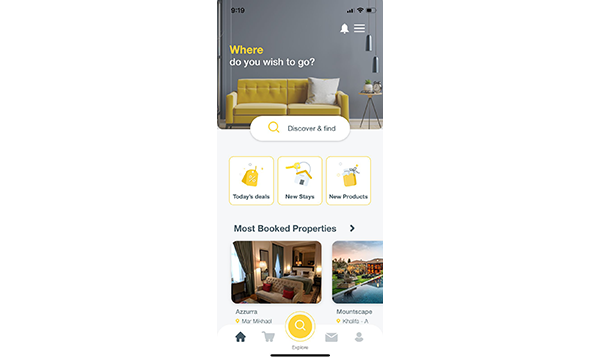 9:19
Where
do you wish to go?
Discover & find
Today's deals
New Stays
New Products
Most Booked Properties
Azzurra
Mountscape
Mar Mikhael
Khalifa - A
Explore